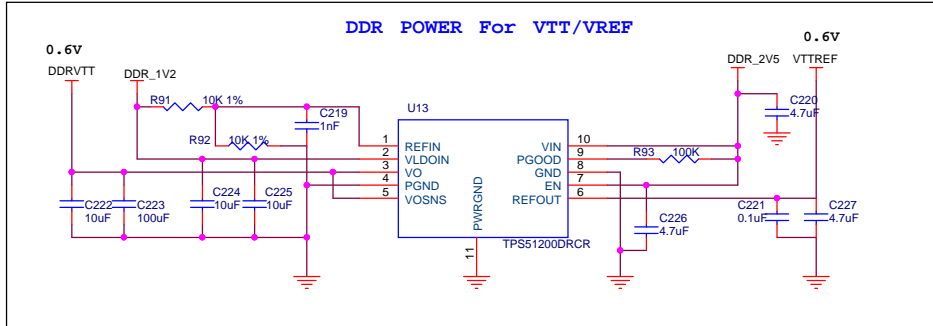 DDR POWER For VTT/VREF
0.6V
0.6V
DDRVTT
DDR_1V2
DDR_2V5
VTTREF
R91
10K 1%
C219
1nF
U13
C220
4.7uF
R92
10K 1%
1
REFIN
2
VLDOIN
3
VO
4
PGND
5
VOSNS
PWRGND
11
VIN
10
PGOOD
9
GND
8
EN
7
REFOUT
6
TPS51200DRCR
R93
100K
C222
10uF
C223
100uF
C224
10uF
C225
10uF
C226
4.7uF
C221
0.1uF
C227
4.7uF